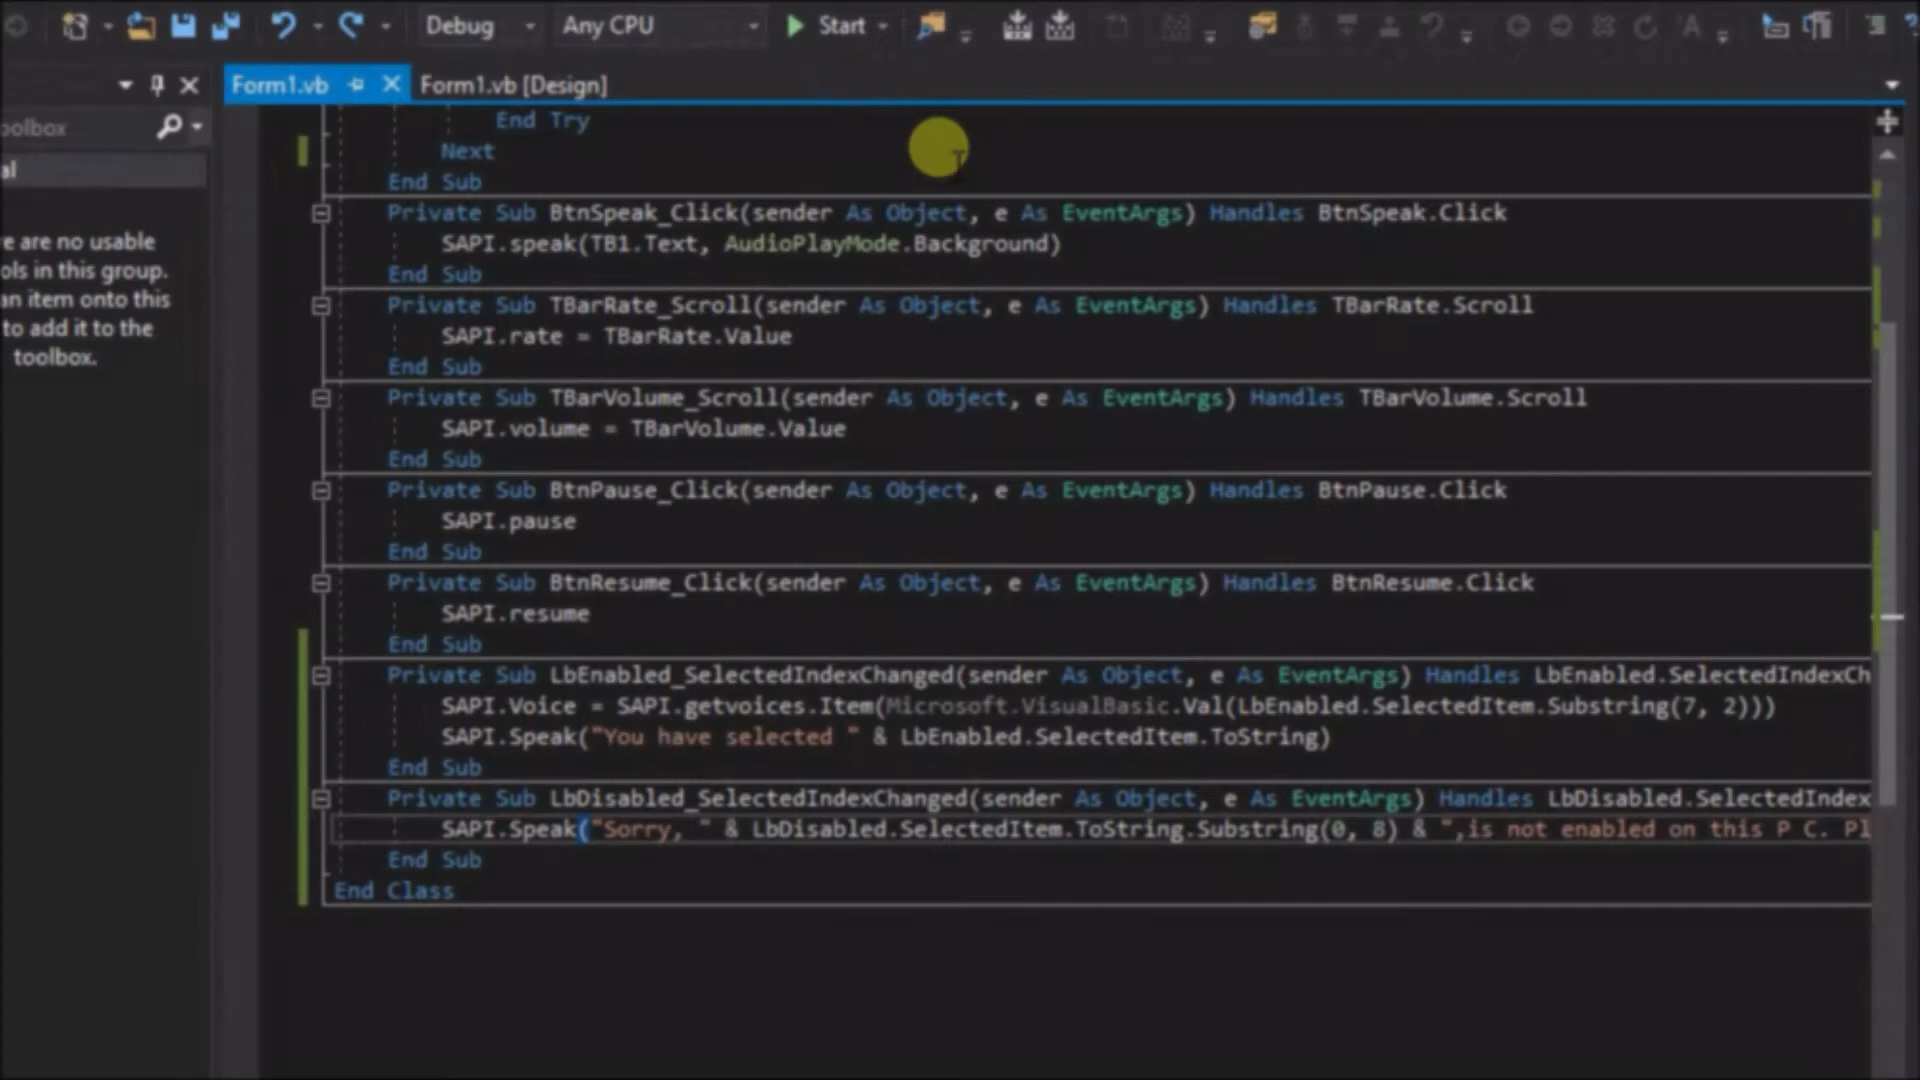 Debug Any CPU Start
Form1.vb Form1.vb [Design]
oolbox
al
re are no usable
ols in this group.
an item onto this
to add it to the
toolbox.
End Try
Next
End Sub
Private Sub BtnSpeak_Click(sender As Object, e As EventArgs) Handles BtnSpeak.Click
SAPI.speak(TB1.Text, AudioPlayMode.Background)
End Sub
Private Sub TBarRate_Scroll(sender As Object, e As EventArgs) Handles TBarRate.Scroll
SAPI.rate = TBarRate.Value
End Sub
Private Sub TBarVolume_Scroll(sender As Object, e As EventArgs) Handles TBarVolume.Scroll
SAPI.volume = TBarVolume.Value
End Sub
Private Sub BtnPause_Click(sender As Object, e As EventArgs) Handles BtnPause.Click
SAPI.pause
End Sub
Private Sub BtnResume_Click(sender As Object, e As EventArgs) Handles BtnResume.Click
SAPI.resume
End Sub
Private Sub LbEnabled_SelectedIndexChanged(sender As Object, e As EventArgs) Handles LbEnabled.SelectedIndexCh
SAPI.Voice = SAPI.getvoices.Item(Microsoft.VisualBasic.Val(LbEnabled.SelectedItem.Substring(7, 2)))
SAPI.Speak("You have selected " & LbEnabled.SelectedItem.ToString)
End Sub
Private Sub LbDisabled_SelectedIndexChanged(sender As Object, e As EventArgs) Handles LbDisabled.SelectedIndex
SAPI.Speak("Sorry, " & LbDisabled.SelectedItem.ToString.Substring(0, 8) & ",is not enabled on this P C. Pl
End Sub
End Class